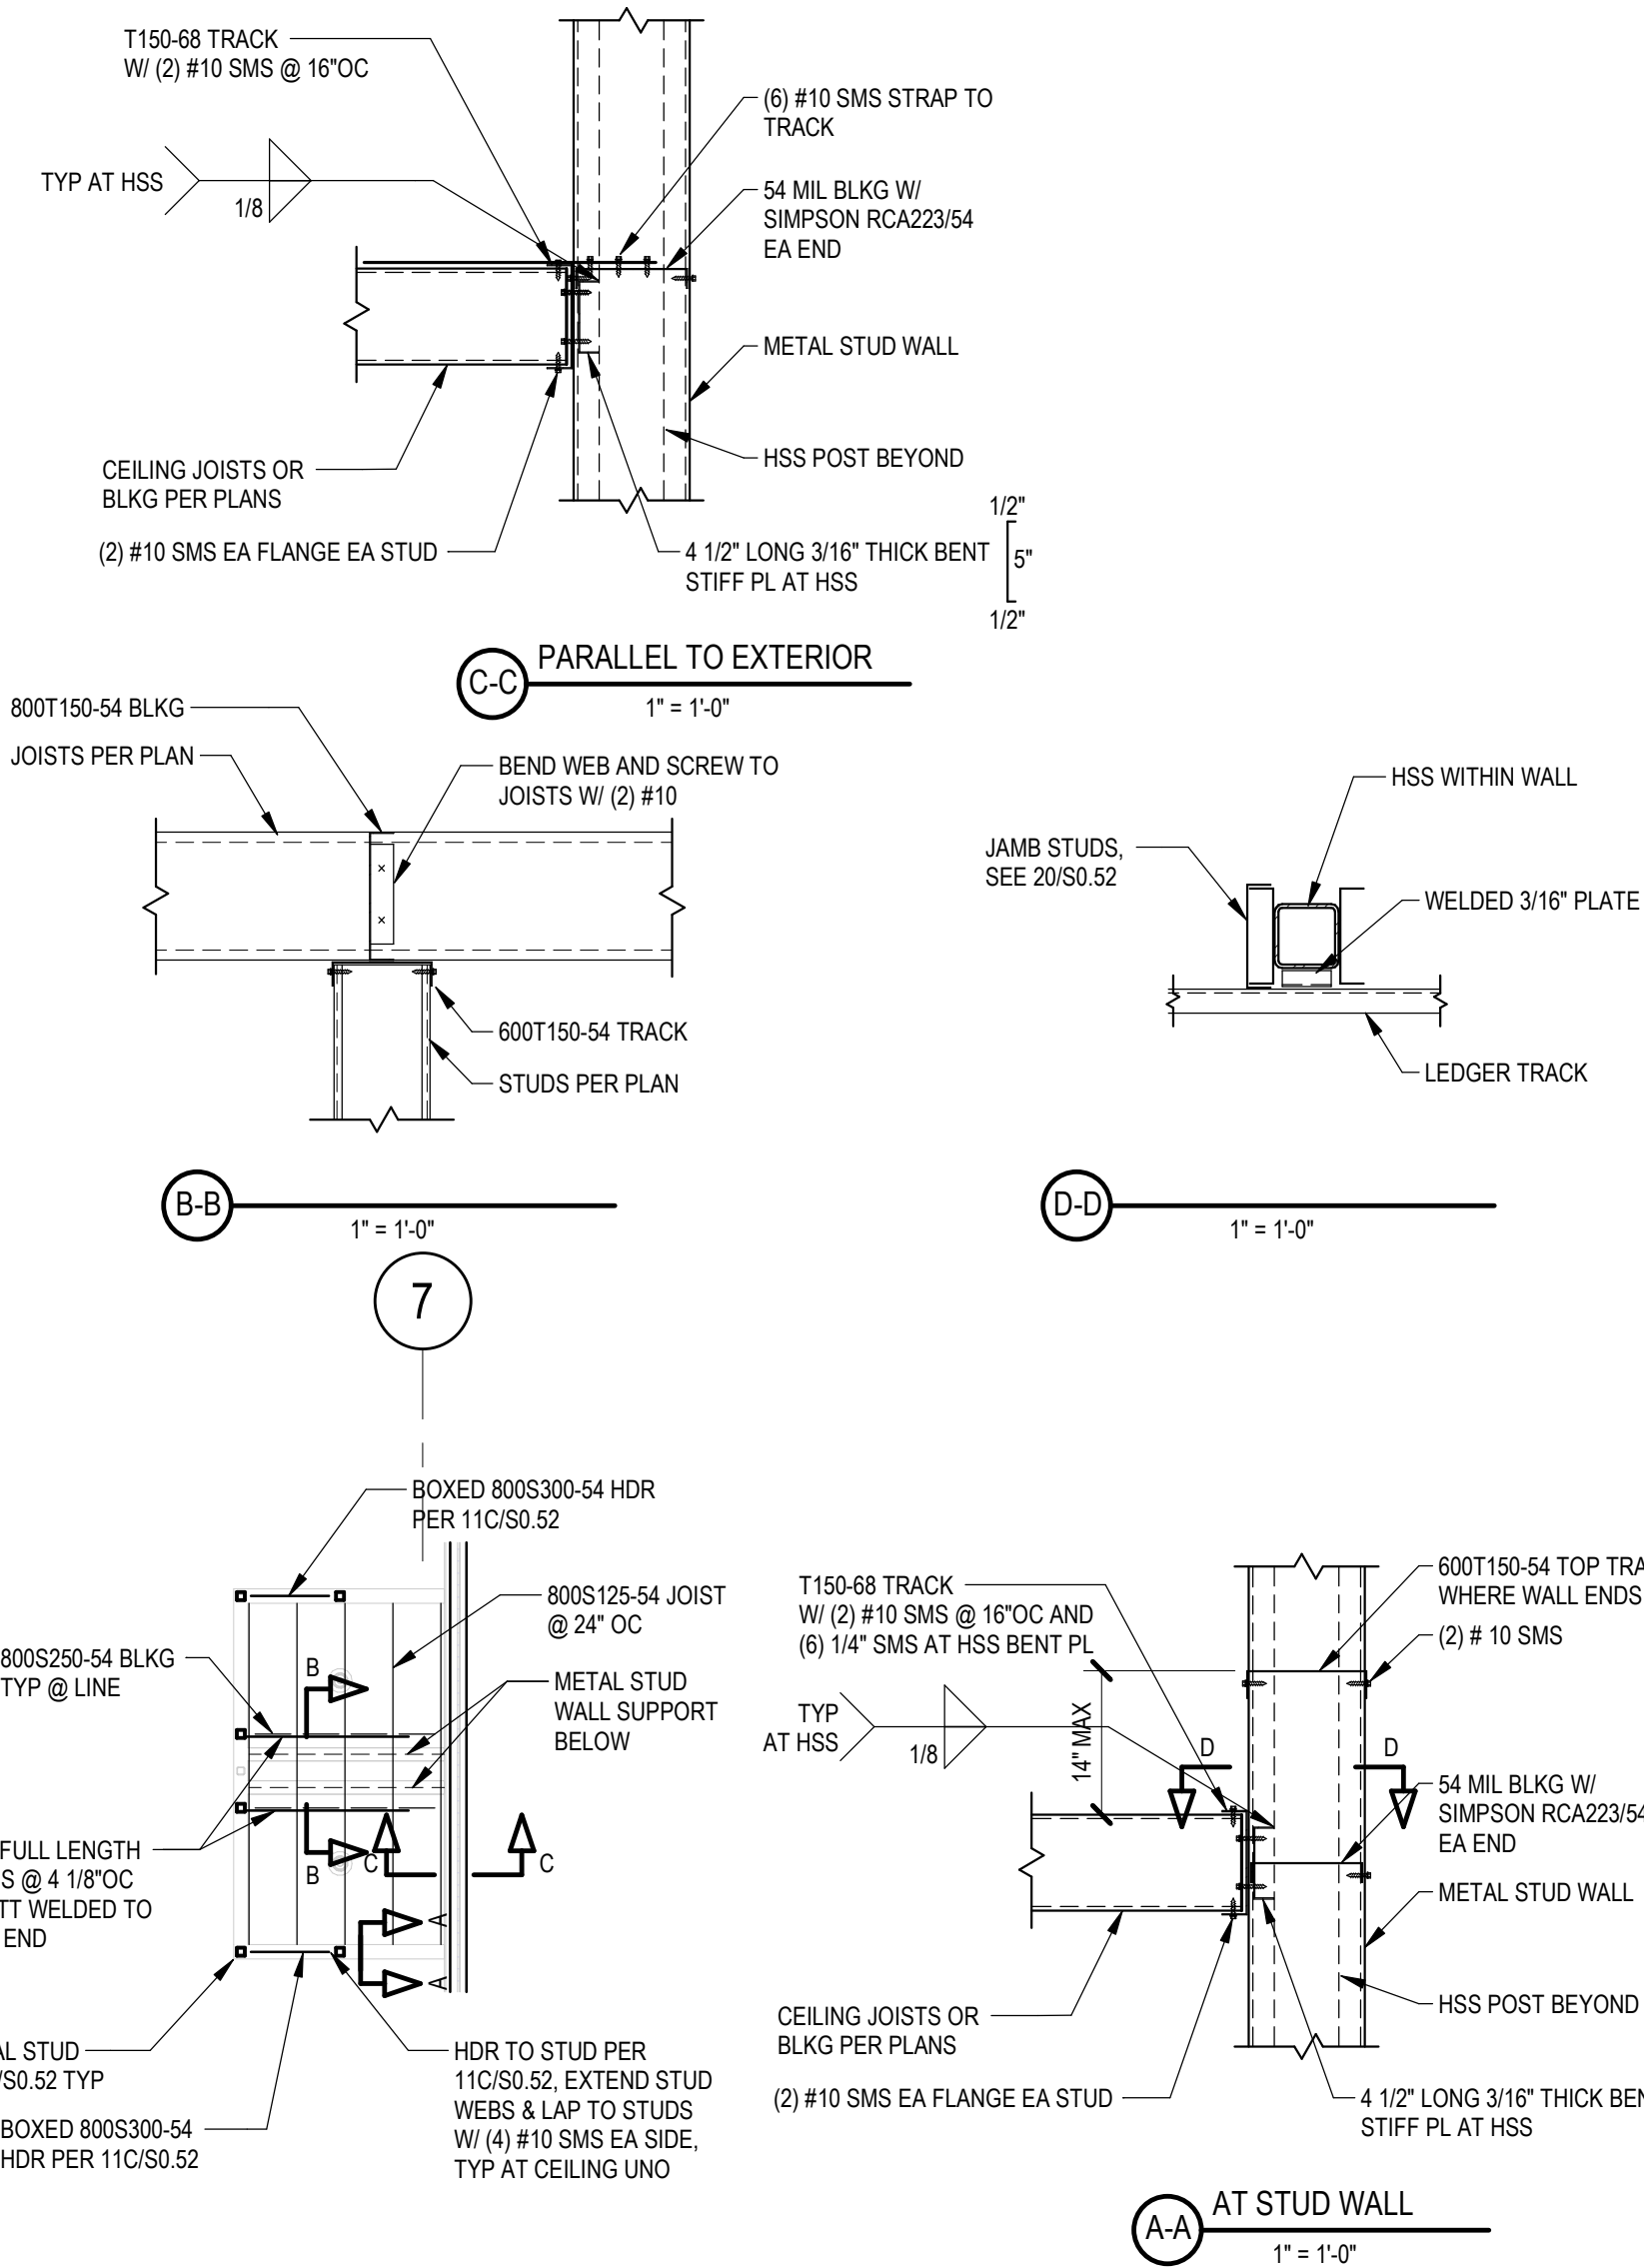 T150-68 TRACK
W/ (2) #10 SMS @ 16"OC
(6) #10 SMS STRAP TO
TRACK
TYP AT HSS
1/8
54 MIL BLKG W/
SIMPSON RCA223/54
EA END
METAL STUD WALL
CEILING JOISTS OR
BLKG PER PLANS
HSS POST BEYOND
(2) #10 SMS EA FLANGE EA STUD
4 1/2" LONG 3/16" THICK BENT
STIFF PL AT HSS
1/2"
5"
1/2"
C-C
PARALLEL TO EXTERIOR
1" = 1'-0"
800T150-54 BLKG
JOISTS PER PLAN
BEND WEB AND SCREW TO
JOISTS W/ (2) #10
600T150-54 TRACK
STUDS PER PLAN
B-B
1" = 1'-0"
HSS WITHIN WALL
JAMB STUDS,
SEE 20/S0.52
WELDED 3/16" PLATE
LEDGER TRACK
D-D
1" = 1'-0"
7
BOXED 800S300-54 HDR
PER 11C/S0.52
800S125-54 JOIST
@ 24" OC
800S250-54 BLKG
TYP @ LINE
METAL STUD
WALL SUPPORT
BELOW
B
B
C
C
A
A
FULL LENGTH
S @ 4 1/8"OC
TT WELDED TO
END
AL STUD
/S0.52 TYP
BOXED 800S300-54
HDR PER 11C/S0.52
HDR TO STUD PER
11C/S0.52, EXTEND STUD
WEBS & LAP TO STUDS
W/ (4) #10 SMS EA SIDE,
TYP AT CEILING UNO
T150-68 TRACK
W/ (2) #10 SMS @ 16"OC AND
(6) 1/4" SMS AT HSS BENT PL
600T150-54 TOP TRA
WHERE WALL ENDS
(2) # 10 SMS
TYP
AT HSS
1/8
14" MAX
D
D
54 MIL BLKG W/
SIMPSON RCA223/54
EA END
METAL STUD WALL
HSS POST BEYOND
CEILING JOISTS OR
BLKG PER PLANS
(2) #10 SMS EA FLANGE EA STUD
4 1/2" LONG 3/16" THICK BEN
STIFF PL AT HSS
A-A
AT STUD WALL
1" = 1'-0"